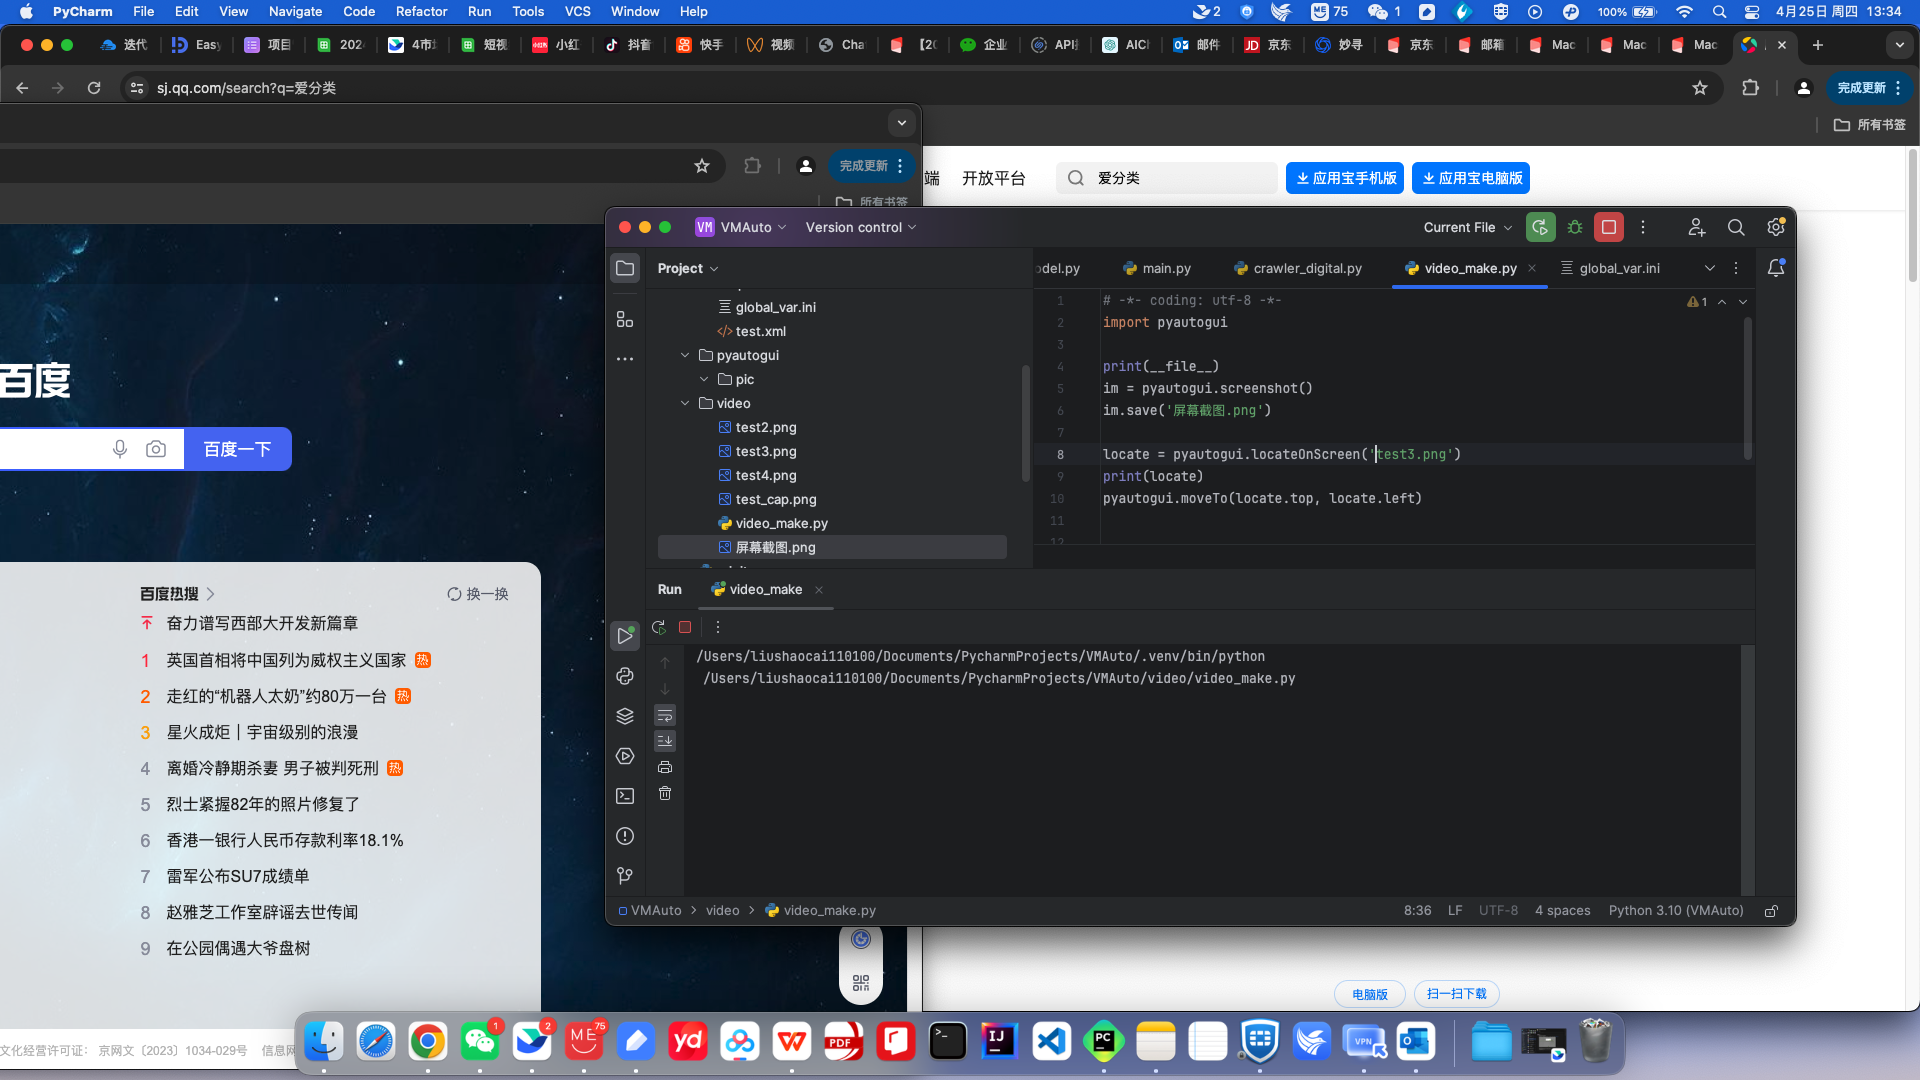 PyCharm File Edit View Navigate Code Refactor Run Tools VCS Window Help 2 75 1 100% 4月25日 周四 13:34
迭代 Easy 项目 202 4市 短视 小红 抖音 快手 视频 Cha 【20 企业 API AIC 邮件 京东 妙寻 京东 邮箱 Mac Mac Mac
sj.qq.com/search?q=爱分类 完成更新
所有书签
完成更新
所有书签
端 开放平台 爱分类 应用宝手机版 应用宝电脑版
VM VMAuto Version control Current File
Project
odel.py main.py crawler_digital.py video_make.py global_var.ini
global_var.ini
test.xml
pyautogui
pic
video
test2.png
test3.png
test4.png
test_cap.png
video_make.py
屏幕截图.png
1 # -*- coding: utf-8 -*-
2 import pyautogui
3
4 print(__file__)
5 im = pyautogui.screenshot()
6 im.save('屏幕截图.png')
7
8 locate = pyautogui.locateOnScreen('test3.png')
9 print(locate)
10 pyautogui.moveTo(locate.top, locate.left)
11
12
1
Run video_make
/Users/liushaocai110100/Documents/PycharmProjects/VMAuto/.venv/bin/python
/Users/liushaocai110100/Documents/PycharmProjects/VMAuto/video/video_make.py
VMAuto video video_make.py 8:36 LF UTF-8 4 spaces Python 3.10 (VMAuto)
百度
百度一下
百度热搜 换一换
奋力谱写西部大开发新篇章
1 英国首相将中国列为威权主义国家 热
2 走红的“机器人太奶”约80万一台 热
3 星火成炬｜宇宙级别的浪漫
4 离婚冷静期杀妻 男子被判死刑 热
5 烈士紧握82年的照片修复了
6 香港一银行人民币存款利率18.1%
7 雷军公布SU7成绩单
8 赵雅芝工作室辟谣去世传闻
9 在公园偶遇大爷盘树
电脑版 扫一扫下载
文化经营许可证： 京网文〔2023〕1034-029号 信息网
1 2 ME 75 yd PDF IJ PC VPN